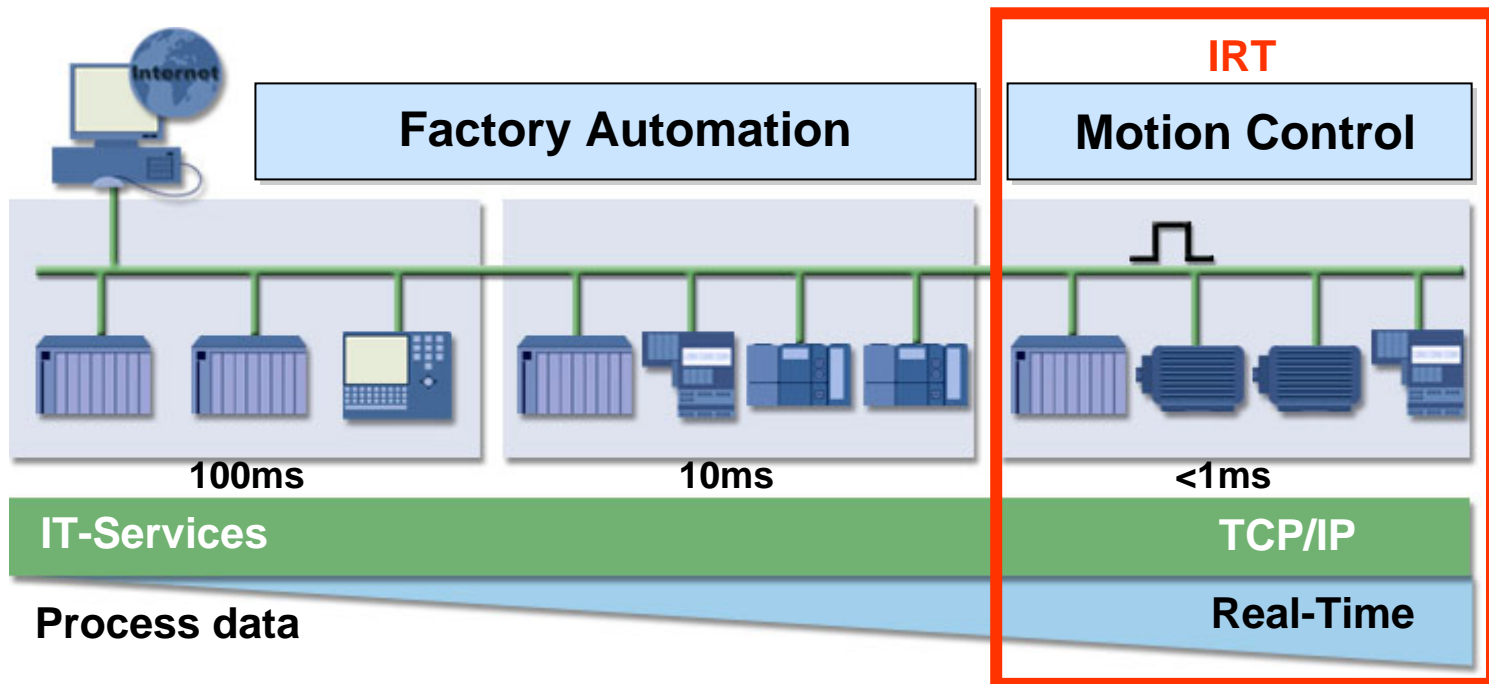 IRT
Internet
Factory Automation
Motion Control
100ms
10ms
<1ms
IT-Services
TCP/IP
Process data
Real-Time